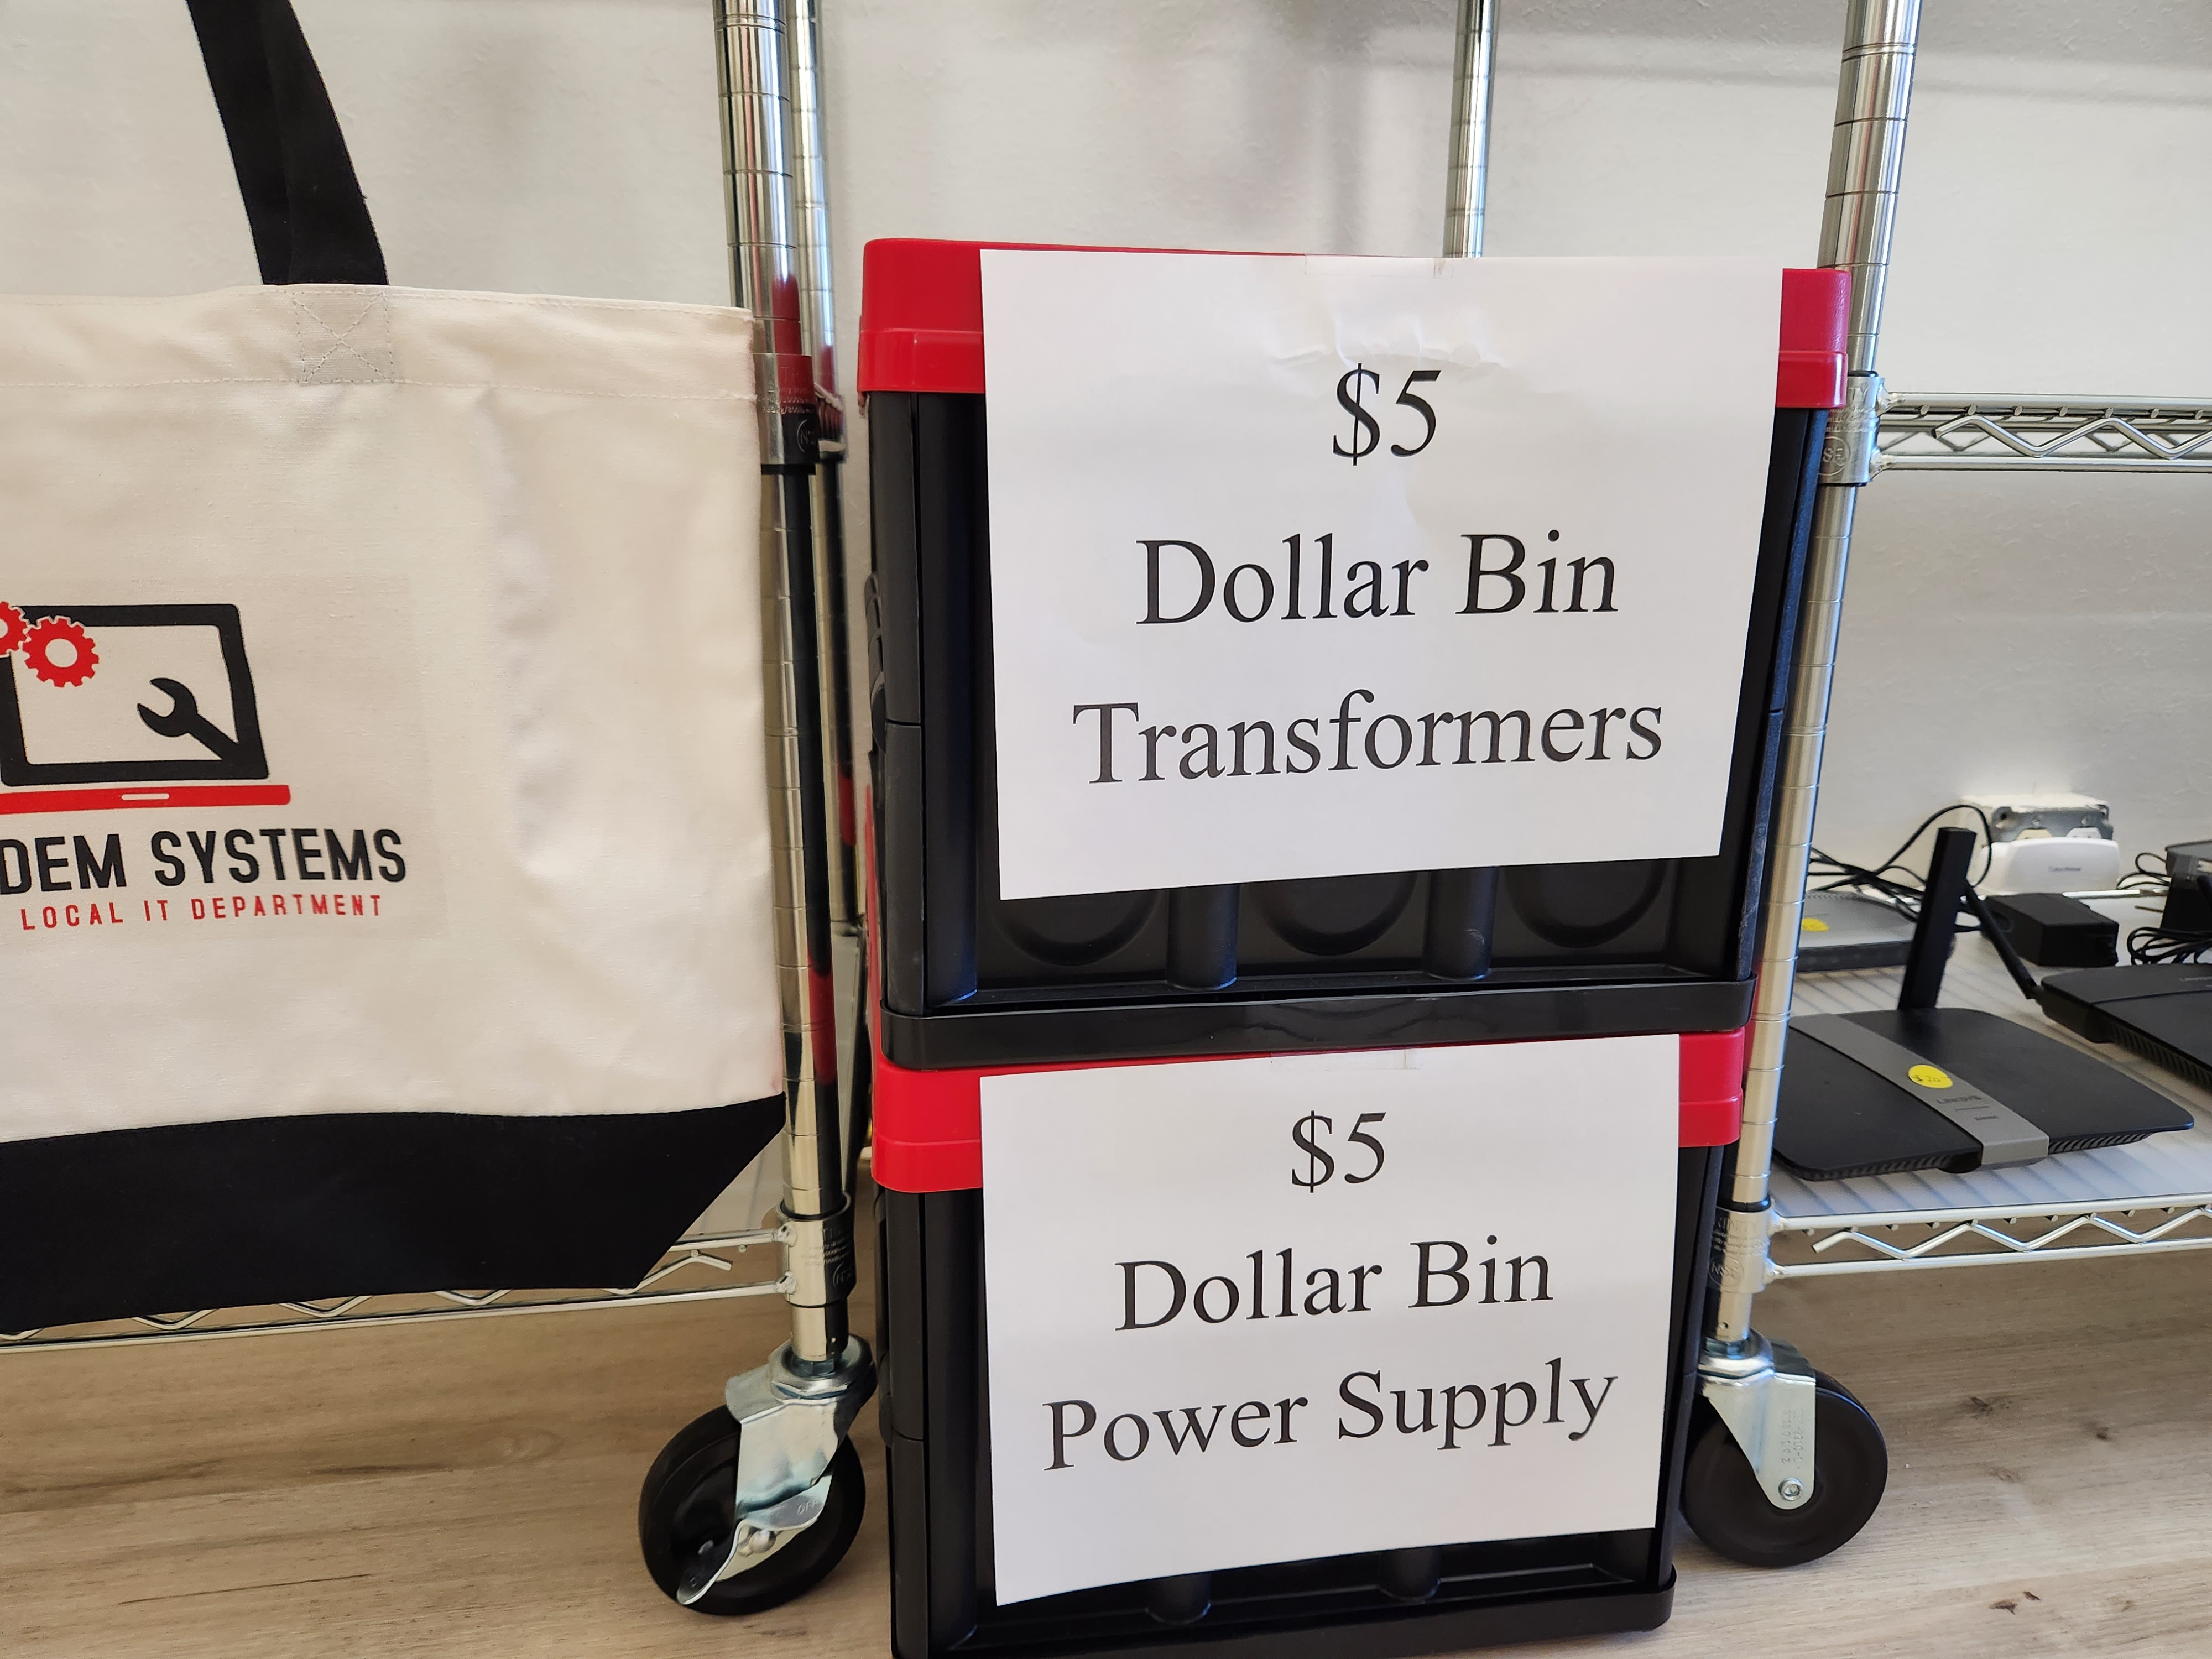 DEM SYSTEMS
LOCAL IT DEPARTMENT
$5
Dollar Bin
Transformers
$5
Dollar Bin
Power Supply